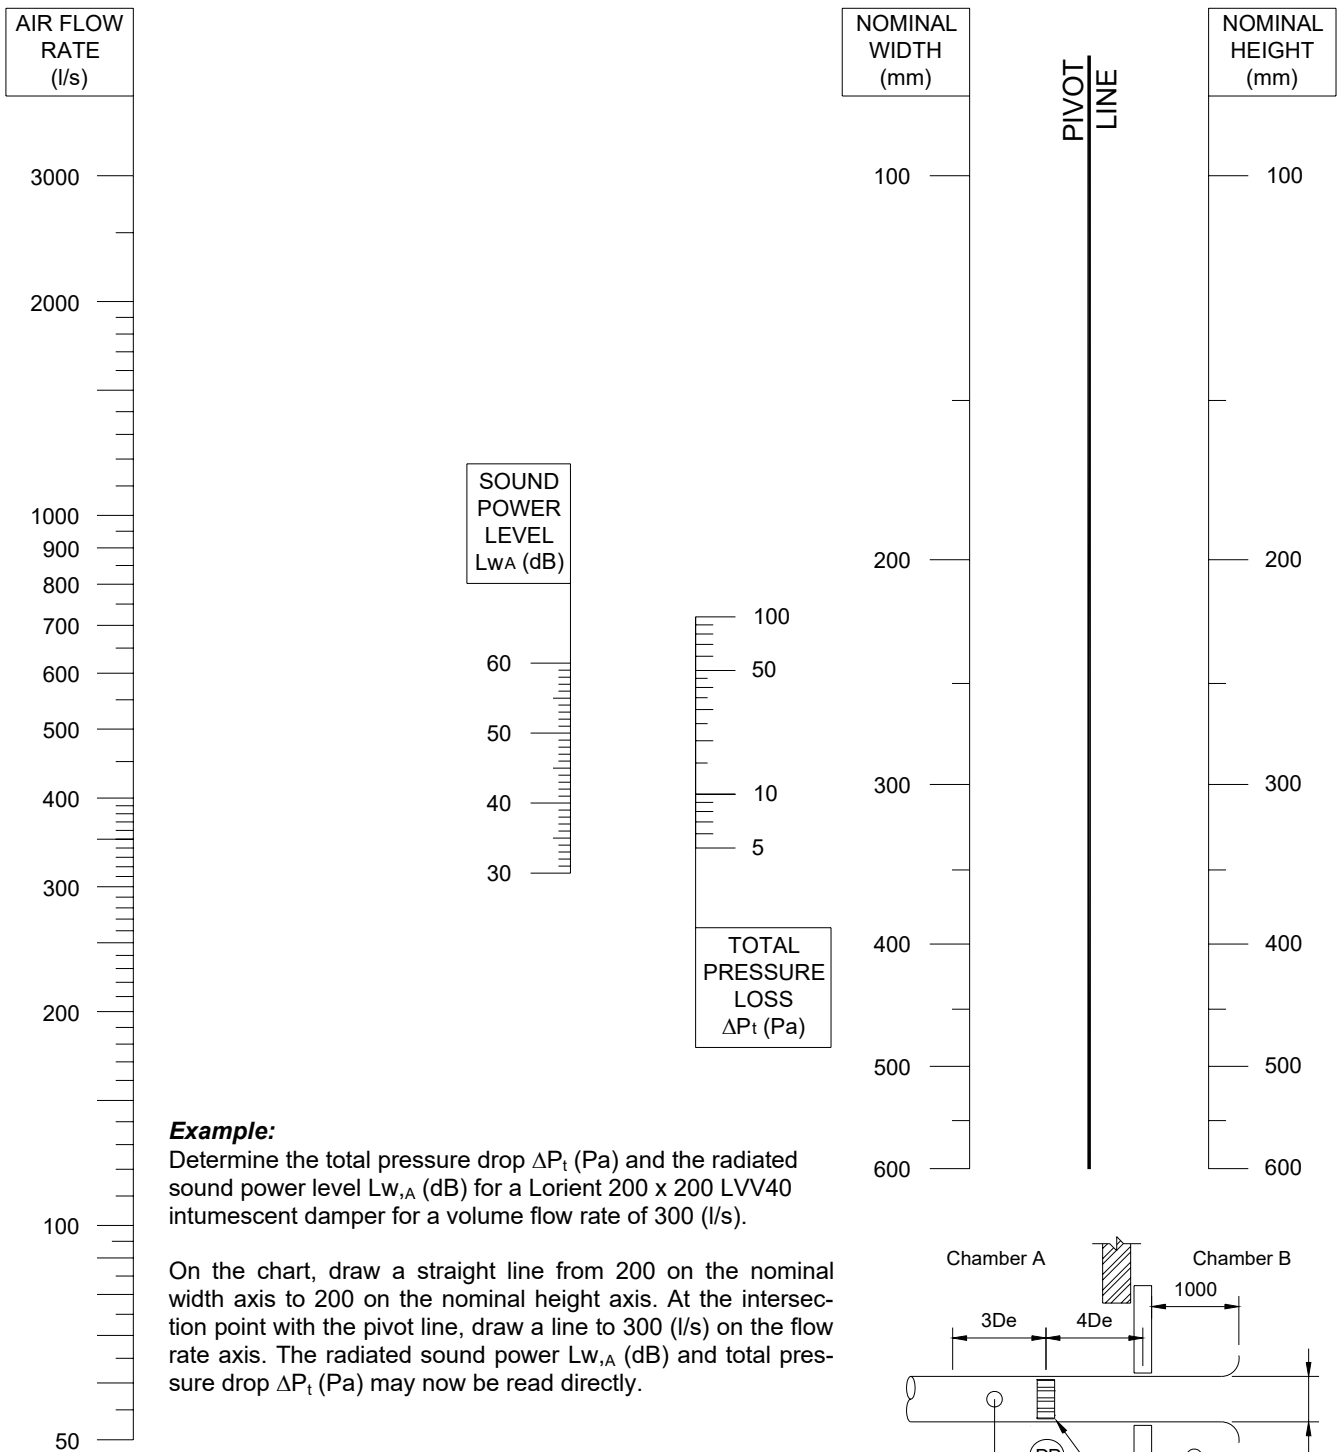 AIR FLOW
RATE
(l/s)
3000
2000
1000
900
800
700
600
500
400
300
200
100
50
SOUND
POWER
LEVEL
LwA (dB)
60
50
40
30
100
50
10
5
TOTAL
PRESSURE
LOSS
ΔPt (Pa)
NOMINAL
WIDTH
(mm)
100
200
300
400
500
600
PIVOT
LINE
NOMINAL
HEIGHT
(mm)
100
200
300
400
500
600
Example:
Determine the total pressure drop ΔPt (Pa) and the radiated
sound power level Lw,A (dB) for a Lorient 200 x 200 LVV40
intumescent damper for a volume flow rate of 300 (l/s).
On the chart, draw a straight line from 200 on the nominal
width axis to 200 on the nominal height axis. At the intersec-
tion point with the pivot line, draw a line to 300 (l/s) on the flow
rate axis. The radiated sound power Lw,A (dB) and total pres-
sure drop ΔPt (Pa) may now be read directly.
Chamber A
Chamber B
1000
3De
4De